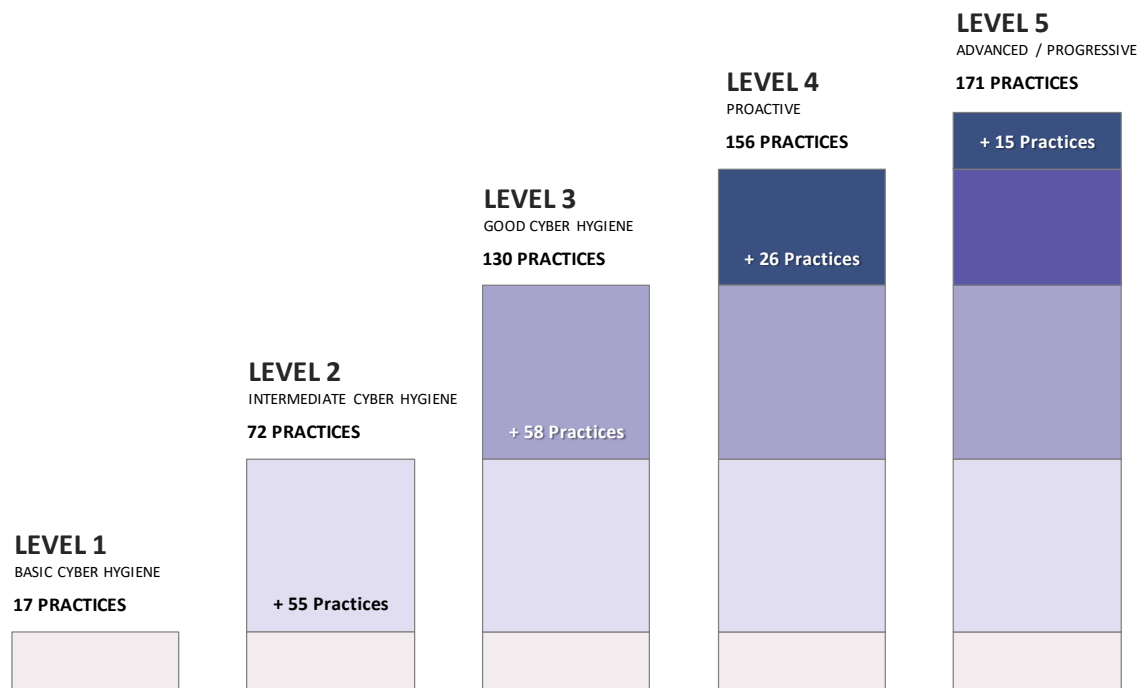 LEVEL 1
BASIC CYBER HYGIENE
17 PRACTICES
LEVEL 2
INTERMEDIATE CYBER HYGIENE
72 PRACTICES
+ 55 Practices
LEVEL 3
GOOD CYBER HYGIENE
130 PRACTICES
+ 58 Practices
LEVEL 4
PROACTIVE
156 PRACTICES
+ 26 Practices
LEVEL 5
ADVANCED / PROGRESSIVE
171 PRACTICES
+ 15 Practices